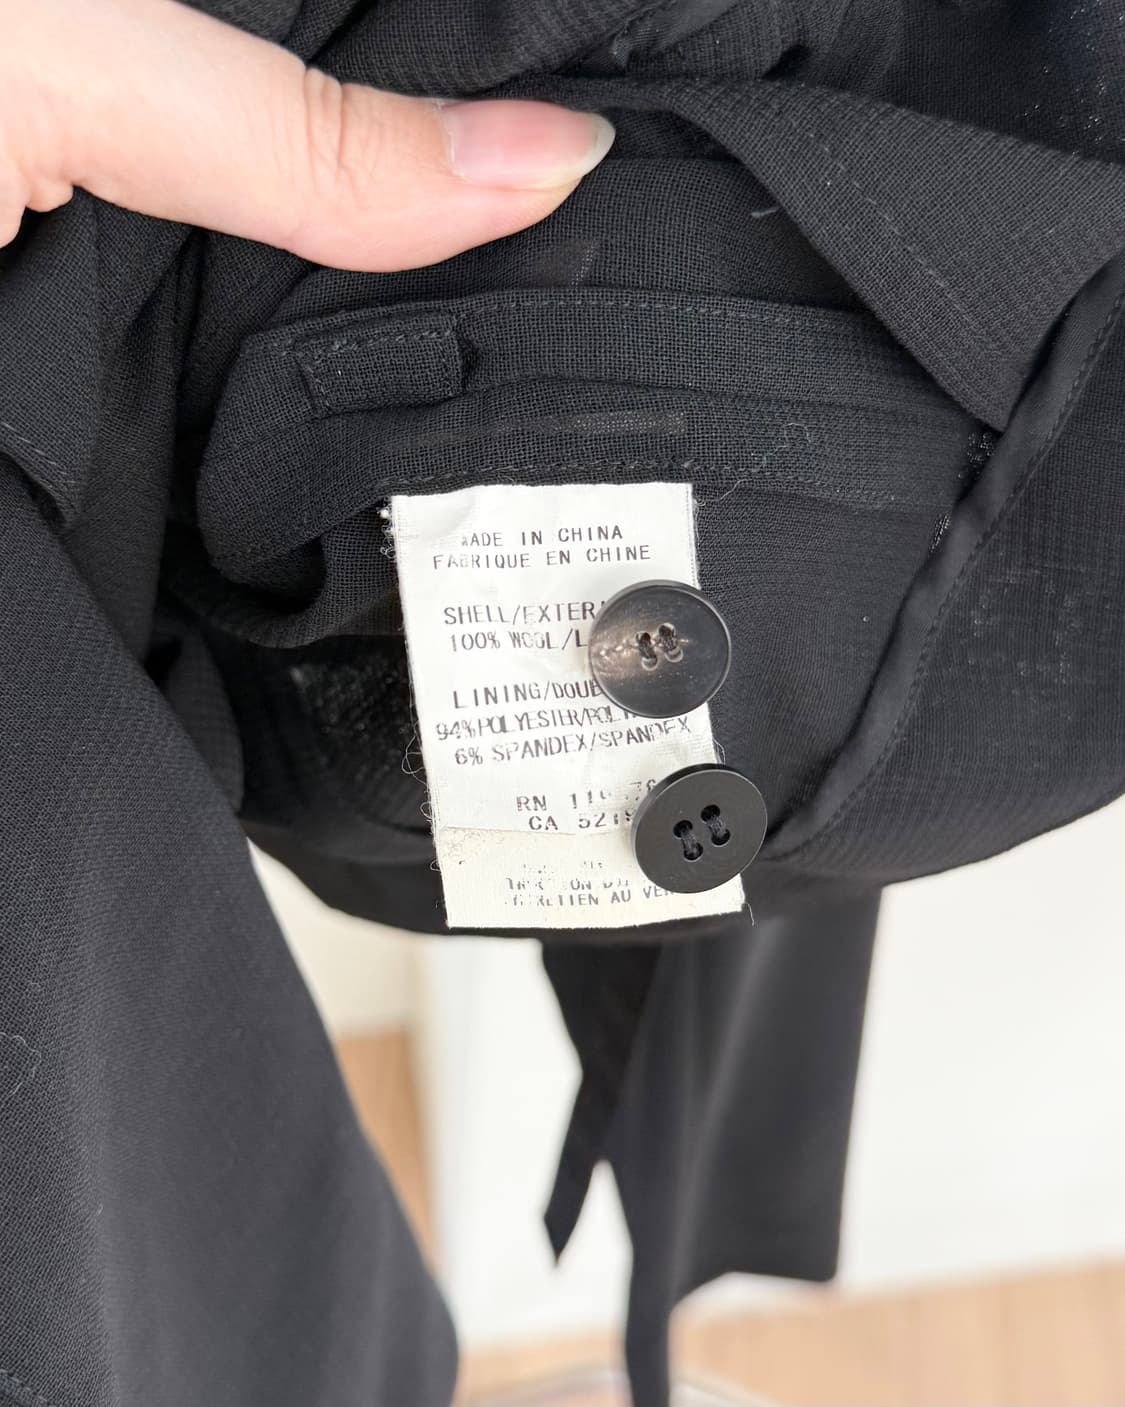 MADE IN CHINA
FABRIQUE EN CHINE
SHELL/EXTER
100% WOOL/L
LINING/DOUB
94%POLYESTER/POL
6% SPANDEX/SPANDEX
RN
CA
AU